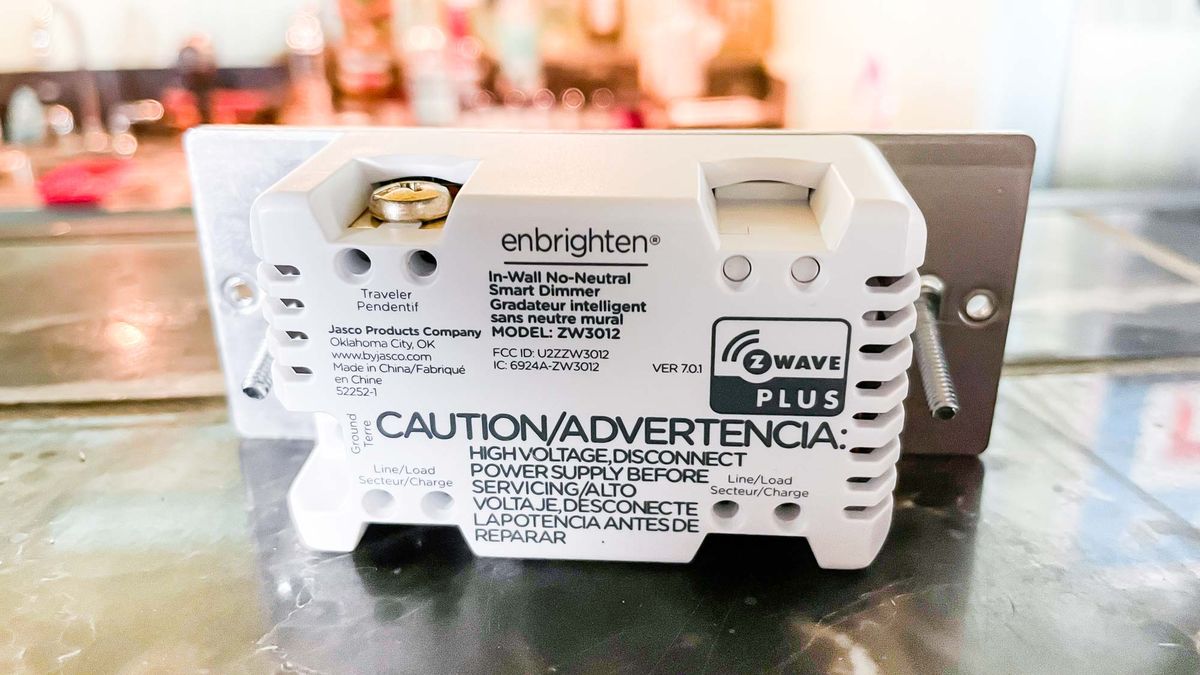 enbrighten®
In-Wall No-Neutral
Smart Dimmer
Gradateur intelligent
sans neutre mural
MODEL: ZW3012
FCC ID: U2ZZW3012
IC: 6924A-ZW3012
VER 7.0.1
Traveler
Pendentif
Jasco Products Company
Oklahoma City, OK
www.byjasco.com
Made in China/Fabriqué
en Chine
52252-1
Z WAVE
PLUS
Ground
Terre
CAUTION/ADVERTENCIA:
HIGH VOLTAGE, DISCONNECT
POWER SUPPLY BEFORE
SERVICING/ALTO
VOLTAJE, DESCONECTE
LA POTENCIA ANTES DE
REPARAR
Line/Load
Secteur/Charge
Line/Load
Secteur/Charge